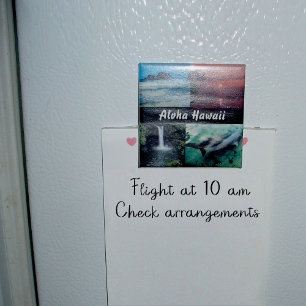 Aloha Hawaii
Flight at 10 am
Check arrangements